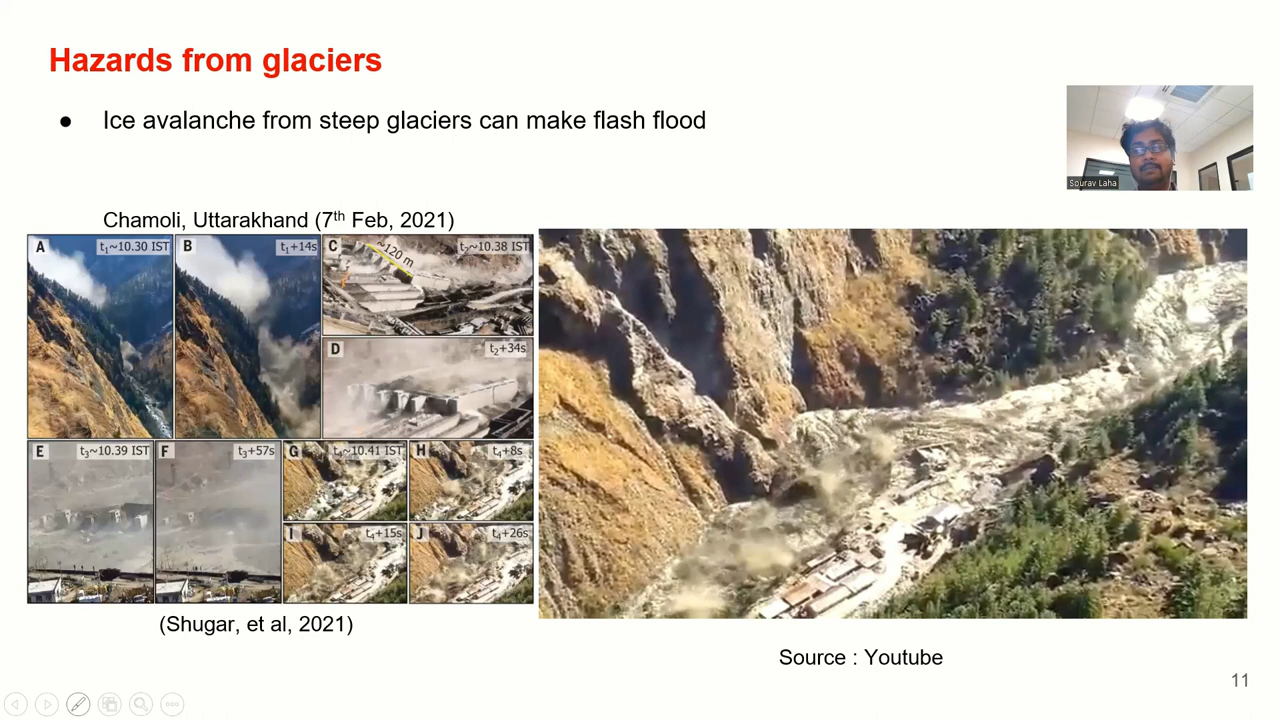 Hazards from glaciers
● Ice avalanche from steep glaciers can make flash flood
Sourav Laha
Chamoli, Uttarakhand (7th Feb, 2021)
A t1~10.30 IST
B t1+14s
C ~120 m t2~10.38 IST
D t2+34s
E t3~10.39 IST
F t3+57s
G t4~10.41 IST
H t4+8s
I t4+15s
J t4+26s
(Shugar, et al, 2021)
Source : Youtube
11